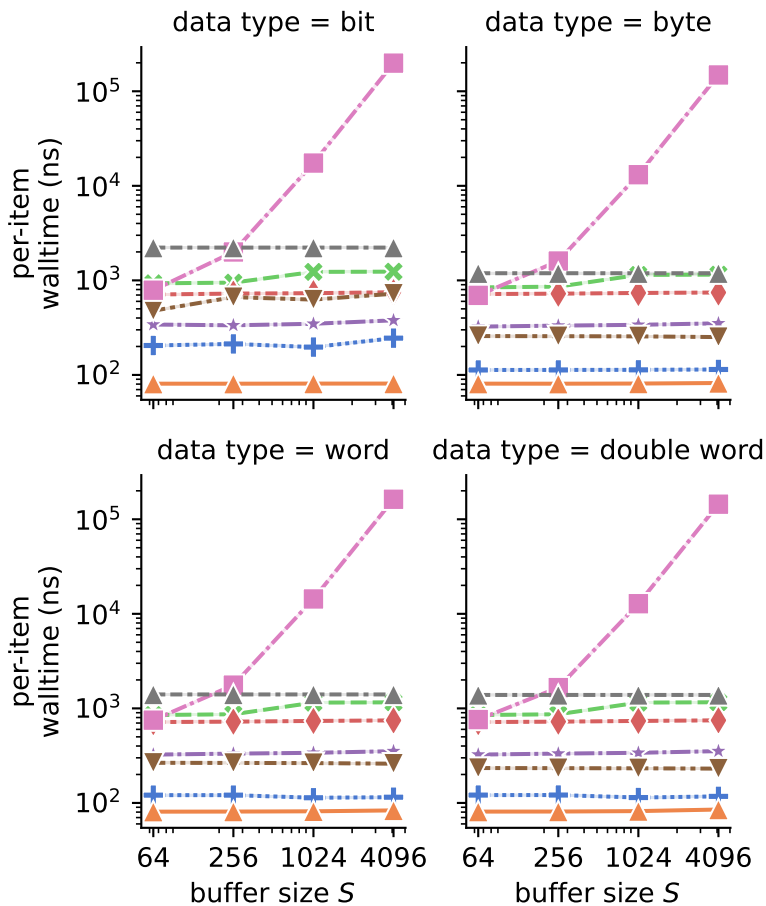 data type = bit
data type = byte
per-item
walltime (ns)
10⁵
10⁴
10³
10²
data type = word
data type = double word
per-item
walltime (ns)
10⁵
10⁴
10³
10²
64 256 1024 4096
64 256 1024 4096
buffer size S
buffer size S